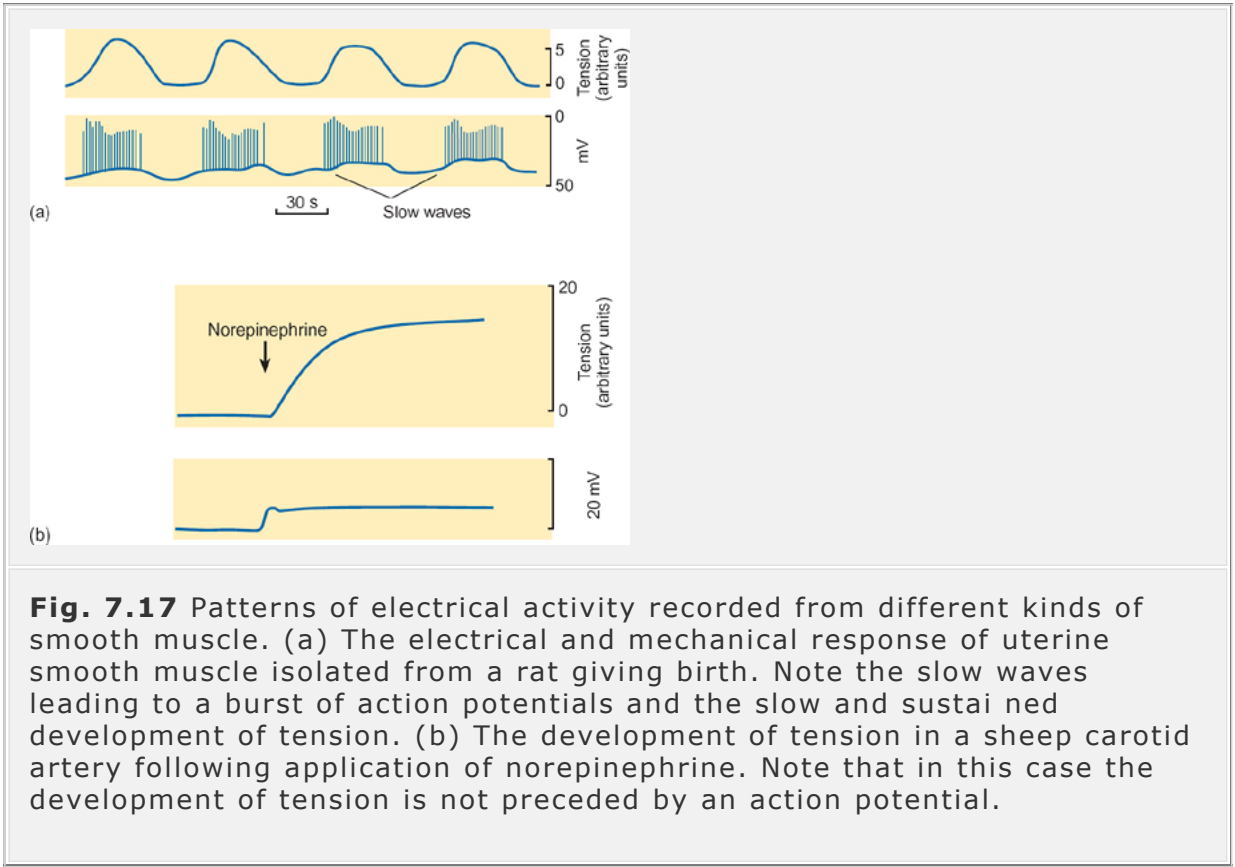 5
0
Tension
(arbitrary
units)
0
mV
50
30 s
Slow waves
(a)
20
Norepinephrine
Tension
(arbitrary units)
0
20 mV
(b)
Fig. 7.17 Patterns of electrical activity recorded from different kinds of
smooth muscle. (a) The electrical and mechanical response of uterine
smooth muscle isolated from a rat giving birth. Note the slow waves
leading to a burst of action potentials and the slow and sustai ned
development of tension. (b) The development of tension in a sheep carotid
artery following application of norepinephrine. Note that in this case the
development of tension is not preceded by an action potential.